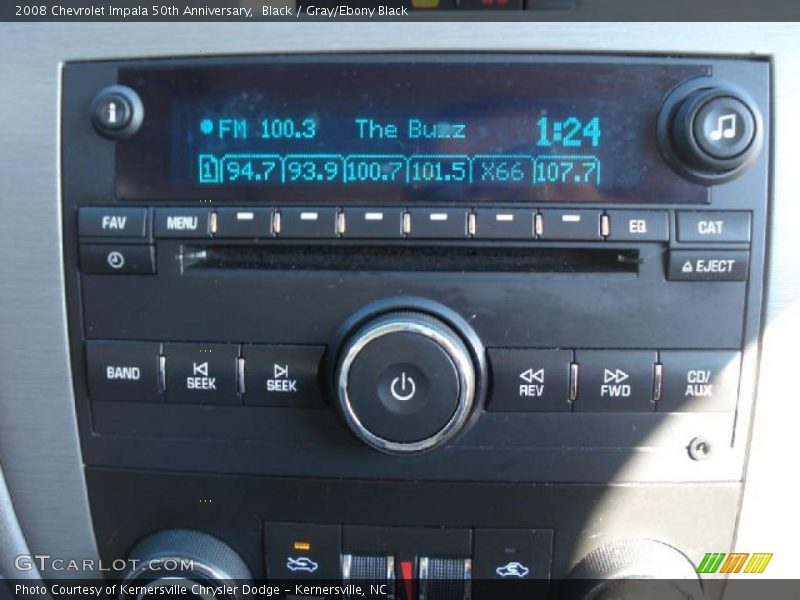 2008 Chevrolet Impala 50th Anniversary,  Black / Gray/Ebony Black
i
FM 100.3 The Buzz 1:24
1 94.7 93.9 100.7 101.5 X66 107.7
FAV MENU EQ CAT
EJECT
BAND SEEK SEEK REV FWD CD/AUX
GTCARLOT.COM
Photo Courtesy of Kernersville Chrysler Dodge - Kernersville, NC